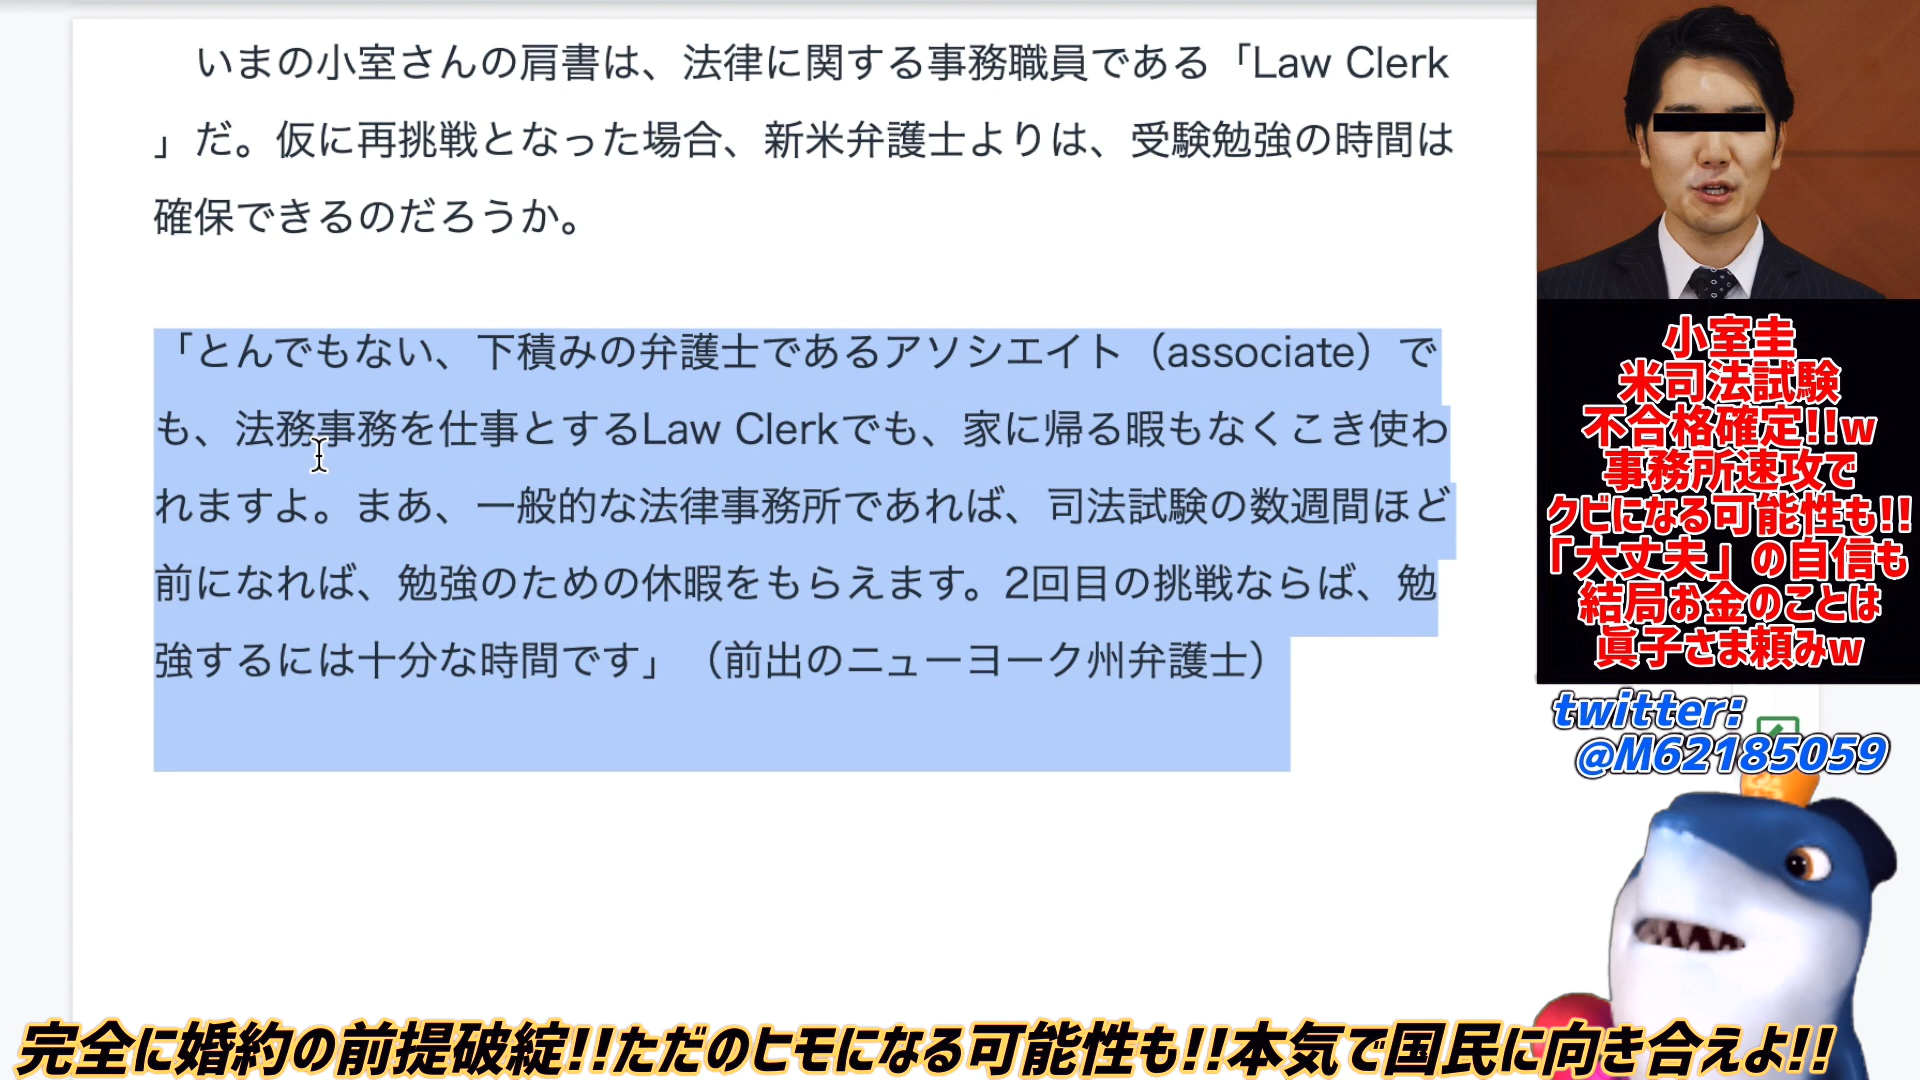 いまの小室さんの肩書は、法律に関する事務職員である「Law Clerk
」だ。仮に再挑戦となった場合、新米弁護士よりは、受験勉強の時間は
確保できるのだろうか。
「とんでもない、下積みの弁護士であるアソシエイト（associate）で
も、法務事務を仕事とするLaw Clerkでも、家に帰る暇もなくこき使わ
れますよ。まあ、一般的な法律事務所であれば、司法試験の数週間ほど
前になれば、勉強のための休暇をもらえます。2回目の挑戦ならば、勉
強するには十分な時間です」（前出のニューヨーク州弁護士）
小室圭
米司法試験
不合格確定!!w
事務所速攻で
クビになる可能性も!!
「大丈夫」の自信も
結局お金のことは
眞子さま頼みw
twitter:
@M62185059
完全に婚約の前提破綻!!ただのヒモになる可能性も!!本気で国民に向き合えよ!!